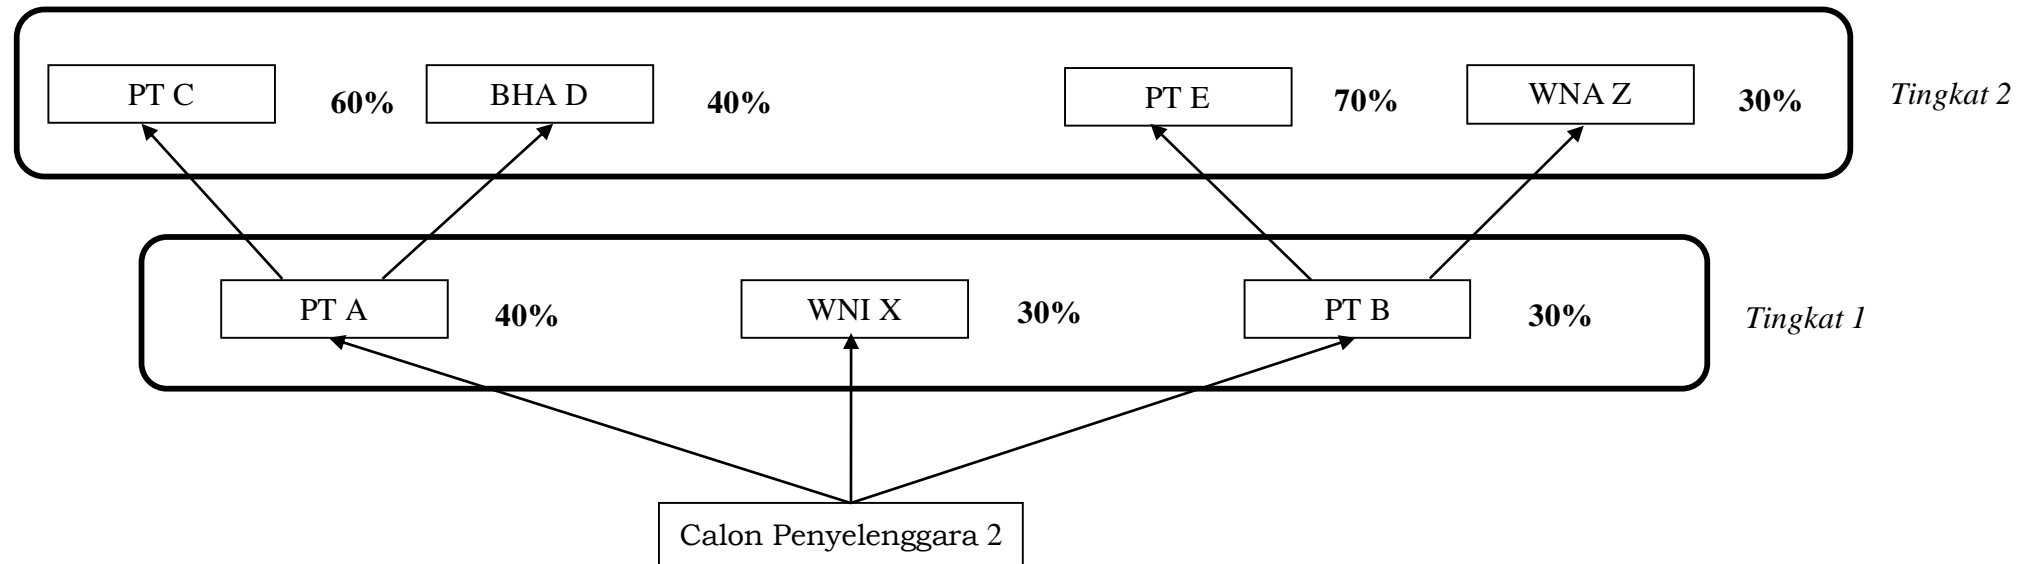 PT C 60% BHA D 40% PT E 70% WNA Z 30% Tingkat 2
PT A 40% WNI X 30% PT B 30% Tingkat 1
Calon Penyelenggara 2